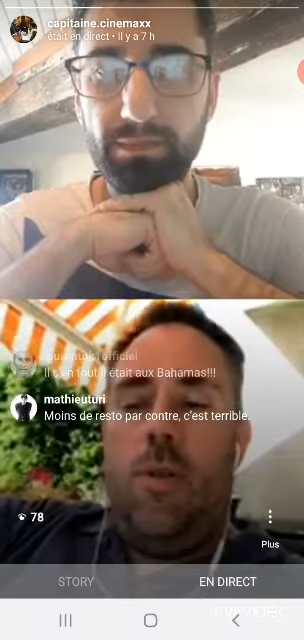 capitaine.cinemaxx
était en direct • Il y a 7 h
Il s'en fout il était aux Bahamas!!!
mathieuturi
Moins de resto par contre, c'est terrible.
78
Plus
STORY
EN DIRECT